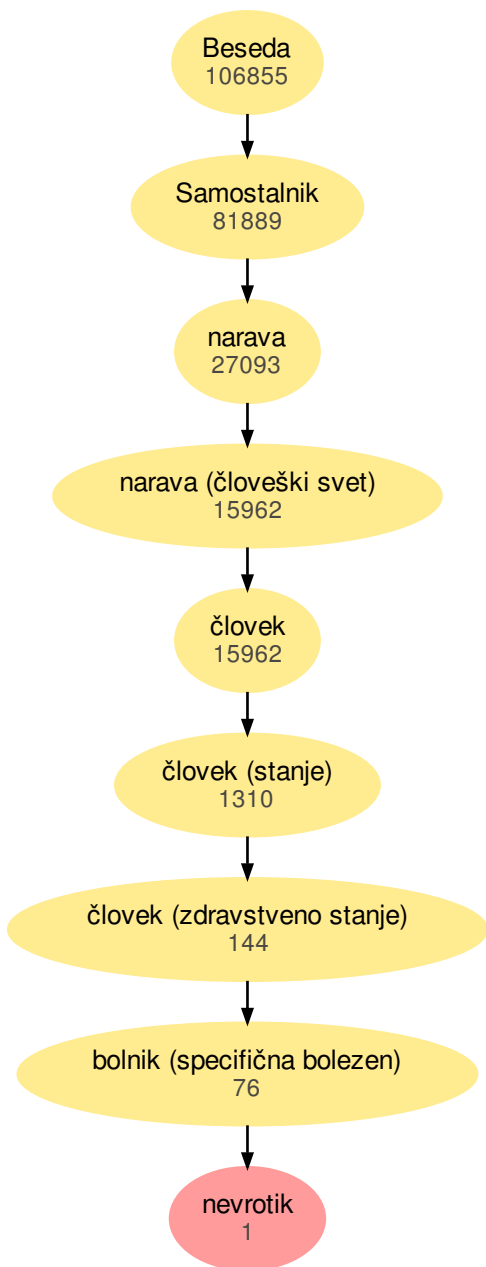 Beseda
106855
Samostalnik
81889
narava
27093
narava (človeški svet)
15962
človek
15962
človek (stanje)
1310
človek (zdravstveno stanje)
144
bolnik (specifična bolezen)
76
nevrotik
1